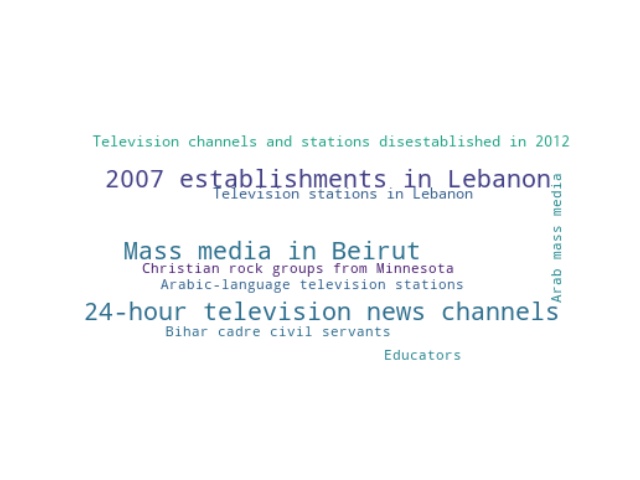 Television channels and stations disestablished in 2012
2007 establishments in Lebanon
Television stations in Lebanon
Arab mass media
Mass media in Beirut
Christian rock groups from Minnesota
Arabic-language television stations
24-hour television news channels
Bihar cadre civil servants
Educators